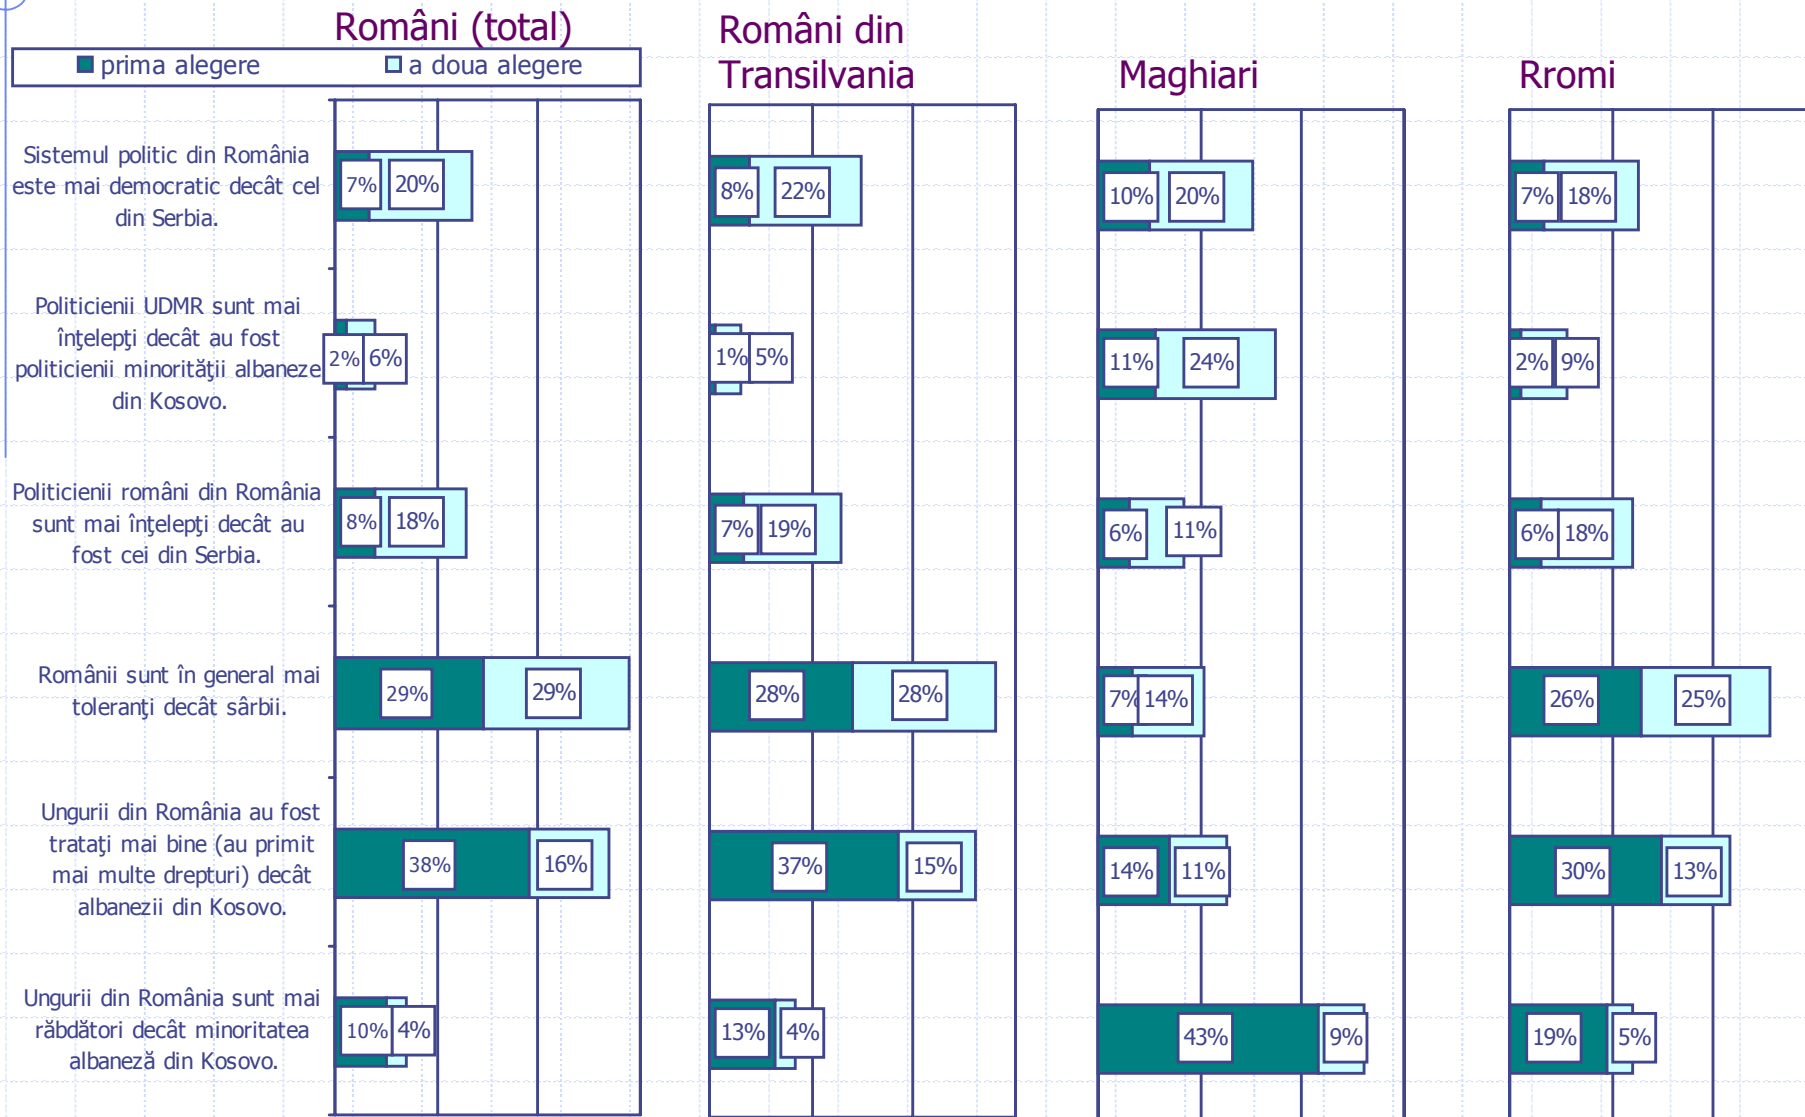 Români (total)
Români din
Transilvania
Maghiari
Rromi
prima alegere
a doua alegere
Sistemul politic din România
este mai democratic decât cel
din Serbia.
7% 20%
8% 22%
10% 20%
7% 18%
Politicienii UDMR sunt mai
înţelepţi decât au fost
politicienii minorităţii albaneze
din Kosovo.
2% 6%
1% 5%
11% 24%
2% 9%
Politicienii români din România
sunt mai înţelepţi decât au
fost cei din Serbia.
8% 18%
7% 19%
6% 11%
6% 18%
Românii sunt în general mai
toleranţi decât sârbii.
29% 29%
28% 28%
7% 14%
26% 25%
Ungurii din România au fost
trataţi mai bine (au primit
mai multe drepturi) decât
albanezii din Kosovo.
38% 16%
37% 15%
14% 11%
30% 13%
Ungurii din România sunt mai
răbdători decât minoritatea
albaneză din Kosovo.
10% 4%
13% 4%
43% 9%
19% 5%